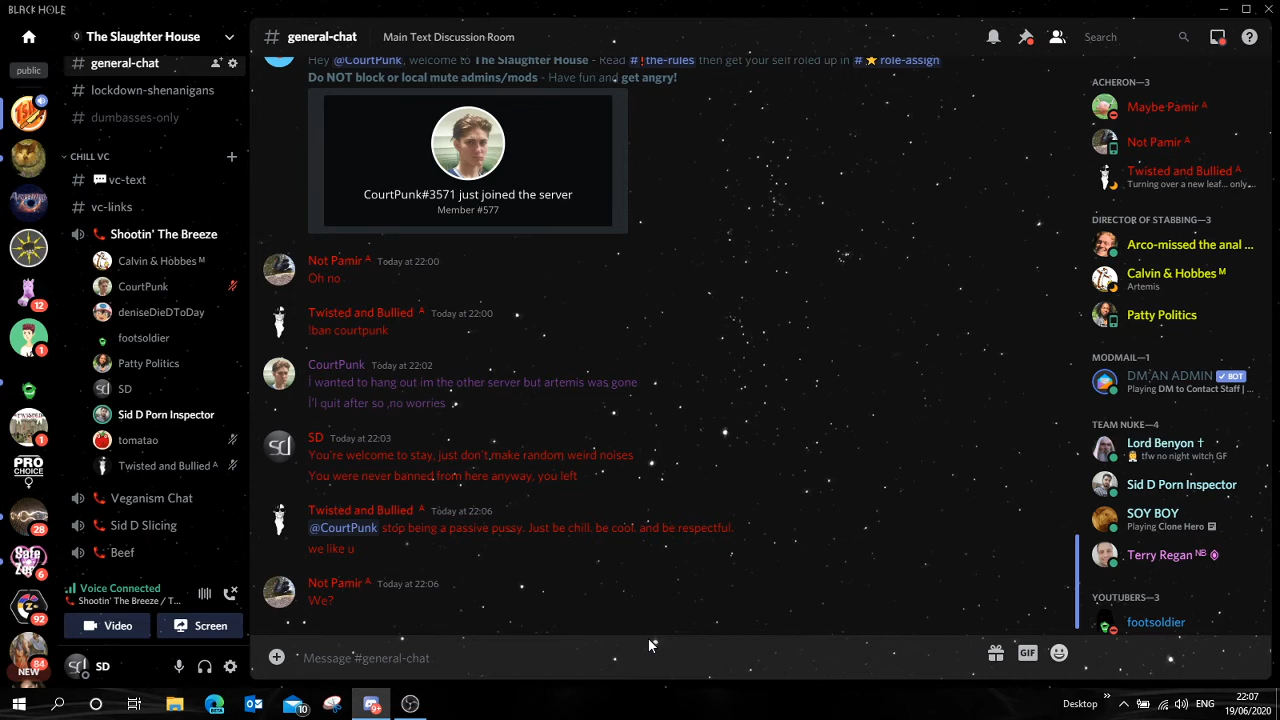 BLACK HOLE
The Slaughter House
# general-chat Main Text Discussion Room
Search
public
general-chat
lockdown-shenanigans
dumbasses-only
CHILL VC
# 💬 vc-text
# vc-links
📞 Shootin' The Breeze
Calvin & Hobbes ᴹ
CourtPunk
deniseDieDToDay
footsoldier
Patty Politics
SD
Sid D Porn Inspector
tomatao
Twisted and Bullied ᴬ
📞 Veganism Chat
📞 Sid D Slicing
📞 Beef
Voice Connected
📞 Shootin' The Breeze / T...
Video
Screen
SD
12
1
1
PRO
CHOICE
28
Safe
6
92
84
NEW
Hey @CourtPunk, welcome to The Slaughter House - Read #❗the-rules then get your self roled up in # ⭐ role-assign
Do NOT block or local mute admins/mods - Have fun and get angry!
CourtPunk#3571 just joined the server
Member #577
Not Pamir ᴬ Today at 22:00
Oh no
Twisted and Bullied ᴬ Today at 22:00
!ban courtpunk
CourtPunk Today at 22:02
I wanted to hang out im the other server but artemis was gone
I'l quit after so ,no worries
SD Today at 22:03
You're welcome to stay, just don't make random weird noises
You were never banned from here anyway, you left
Twisted and Bullied ᴬ Today at 22:06
@CourtPunk stop being a passive pussy. Just be chill, be cool, and be respectful.
we like u
Not Pamir ᴬ Today at 22:06
We?
Message #general-chat
GIF
ACHERON—3
Maybe Pamir ᴬ
Not Pamir ᴬ
Twisted and Bullied ᴬ
Turning over a new leaf... only...
DIRECTOR OF STABBING—3
Arco-missed the anal ...
Calvin & Hobbes ᴹ
Artemis
Patty Politics
MODMAIL—1
DM AN ADMIN ✓ BOT
Playing DM to Contact Staff | ...
TEAM NUKE—4
Lord Benyon †
tfw no night witch GF
Sid D Porn Inspector
SOY BOY
Playing Clone Hero
Terry Regan ᴺᴮ
YOUTUBERS—3
footsoldier
10
9+
Desktop
ENG
22:07
19/06/2020